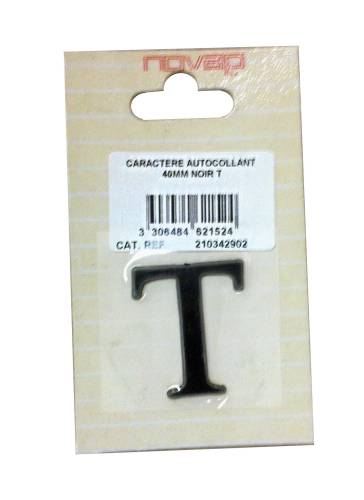 novap
CARACTERE AUTOCOLLANT
40MM NOIR T
3 306484 621524
CAT. REF. 210342902
T